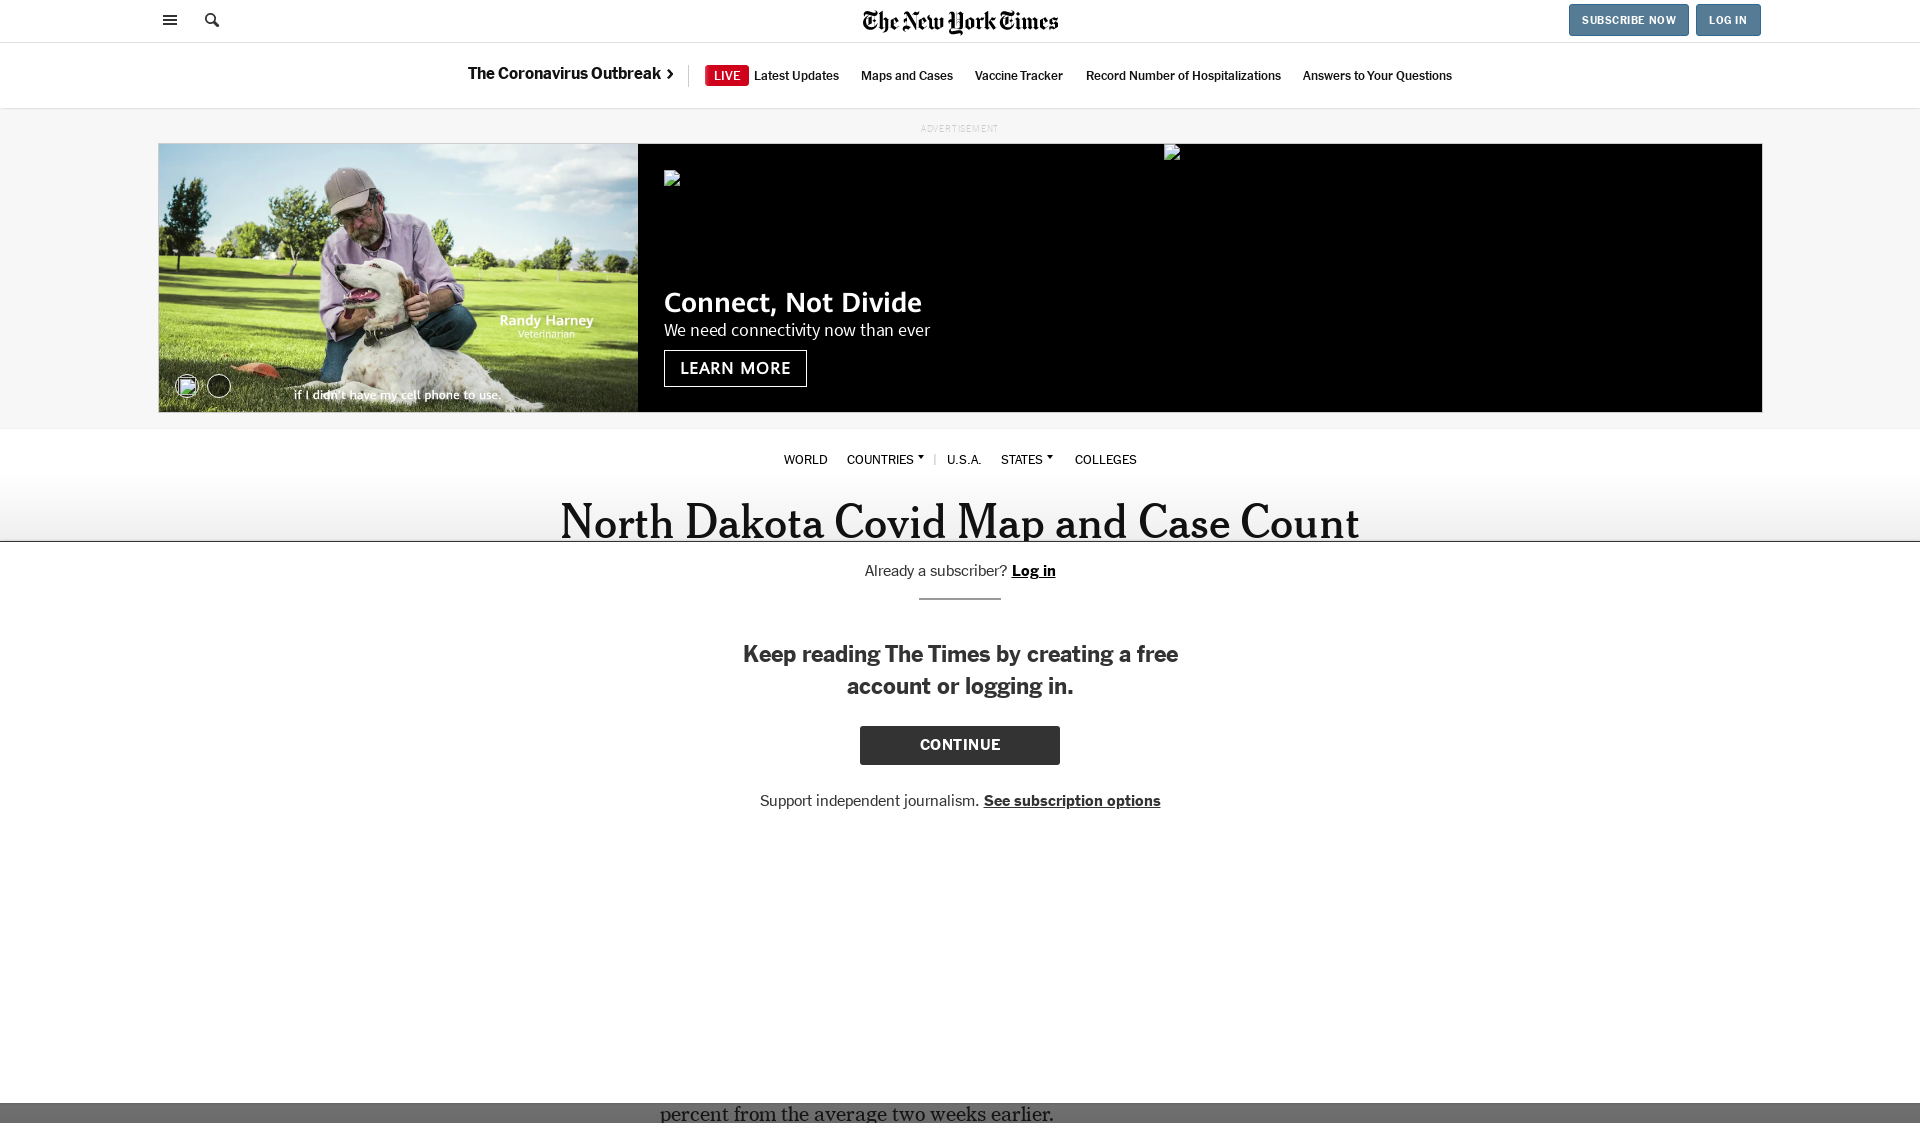 The New York Times
SUBSCRIBE NOW
LOG IN
The Coronavirus Outbreak ›
LIVE Latest Updates
Maps and Cases
Vaccine Tracker
Record Number of Hospitalizations
Answers to Your Questions
ADVERTISEMENT
Randy Harney
Veterinarian
if I didn't have my cell phone to use.
Connect, Not Divide
We need connectivity now than ever
LEARN MORE
WORLD
COUNTRIES
U.S.A.
STATES
COLLEGES
North Dakota Covid Map and Case Count
Already a subscriber? Log in
Keep reading The Times by creating a free
account or logging in.
CONTINUE
Support independent journalism. See subscription options
percent from the average two weeks earlier.